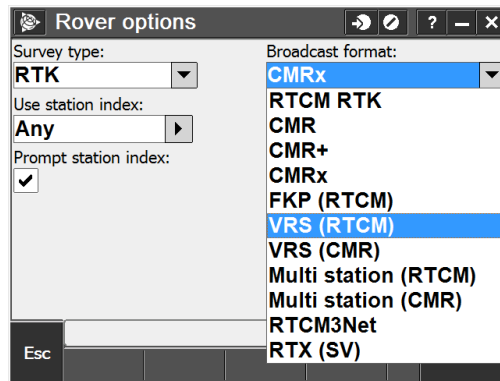 Rover options
? – ×
Survey type:
RTK
Use station index:
Any
Prompt station index:
Broadcast format:
CMRx
RTCM RTK
CMR
CMR+
CMRx
FKP (RTCM)
VRS (RTCM)
VRS (CMR)
Multi station (RTCM)
Multi station (CMR)
RTCM3Net
RTX (SV)
Esc